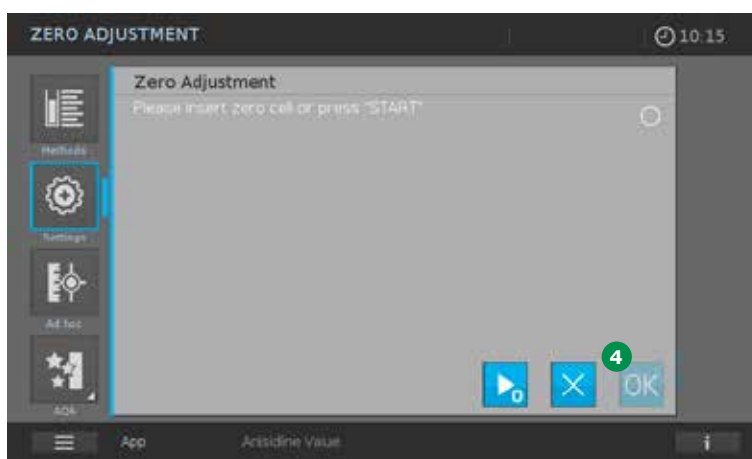 ZERO ADJUSTMENT
10:15
Zero Adjustment
Please insert zero cell or press "START"
Methods
Settings
Ad hoc
AQA
0
4
OK
App
Anisidine Value
i